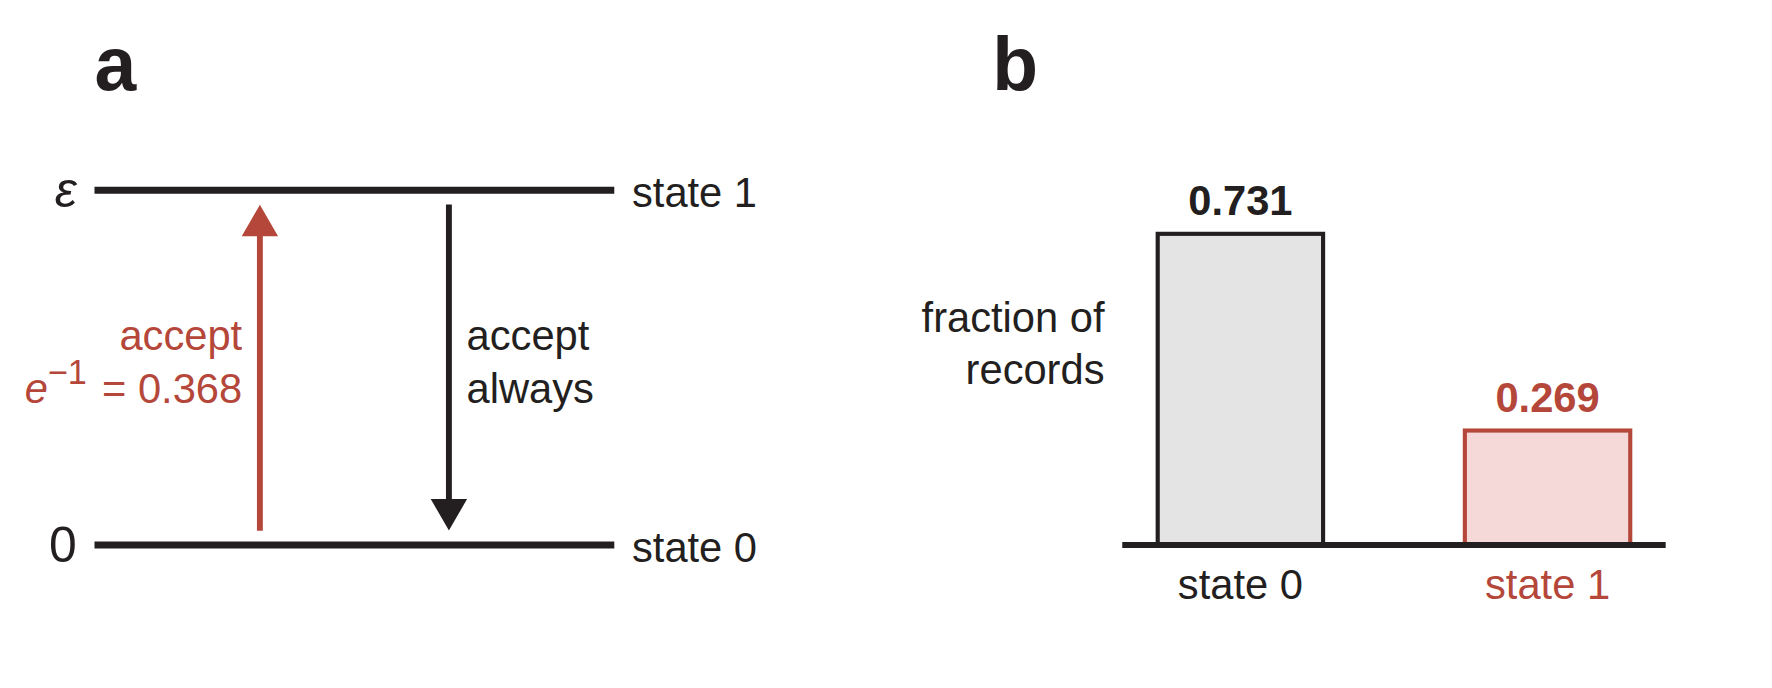 a
ε
state 1
accept
e⁻¹ = 0.368
accept
always
0
state 0
b
0.731
fraction of
records
0.269
state 0
state 1